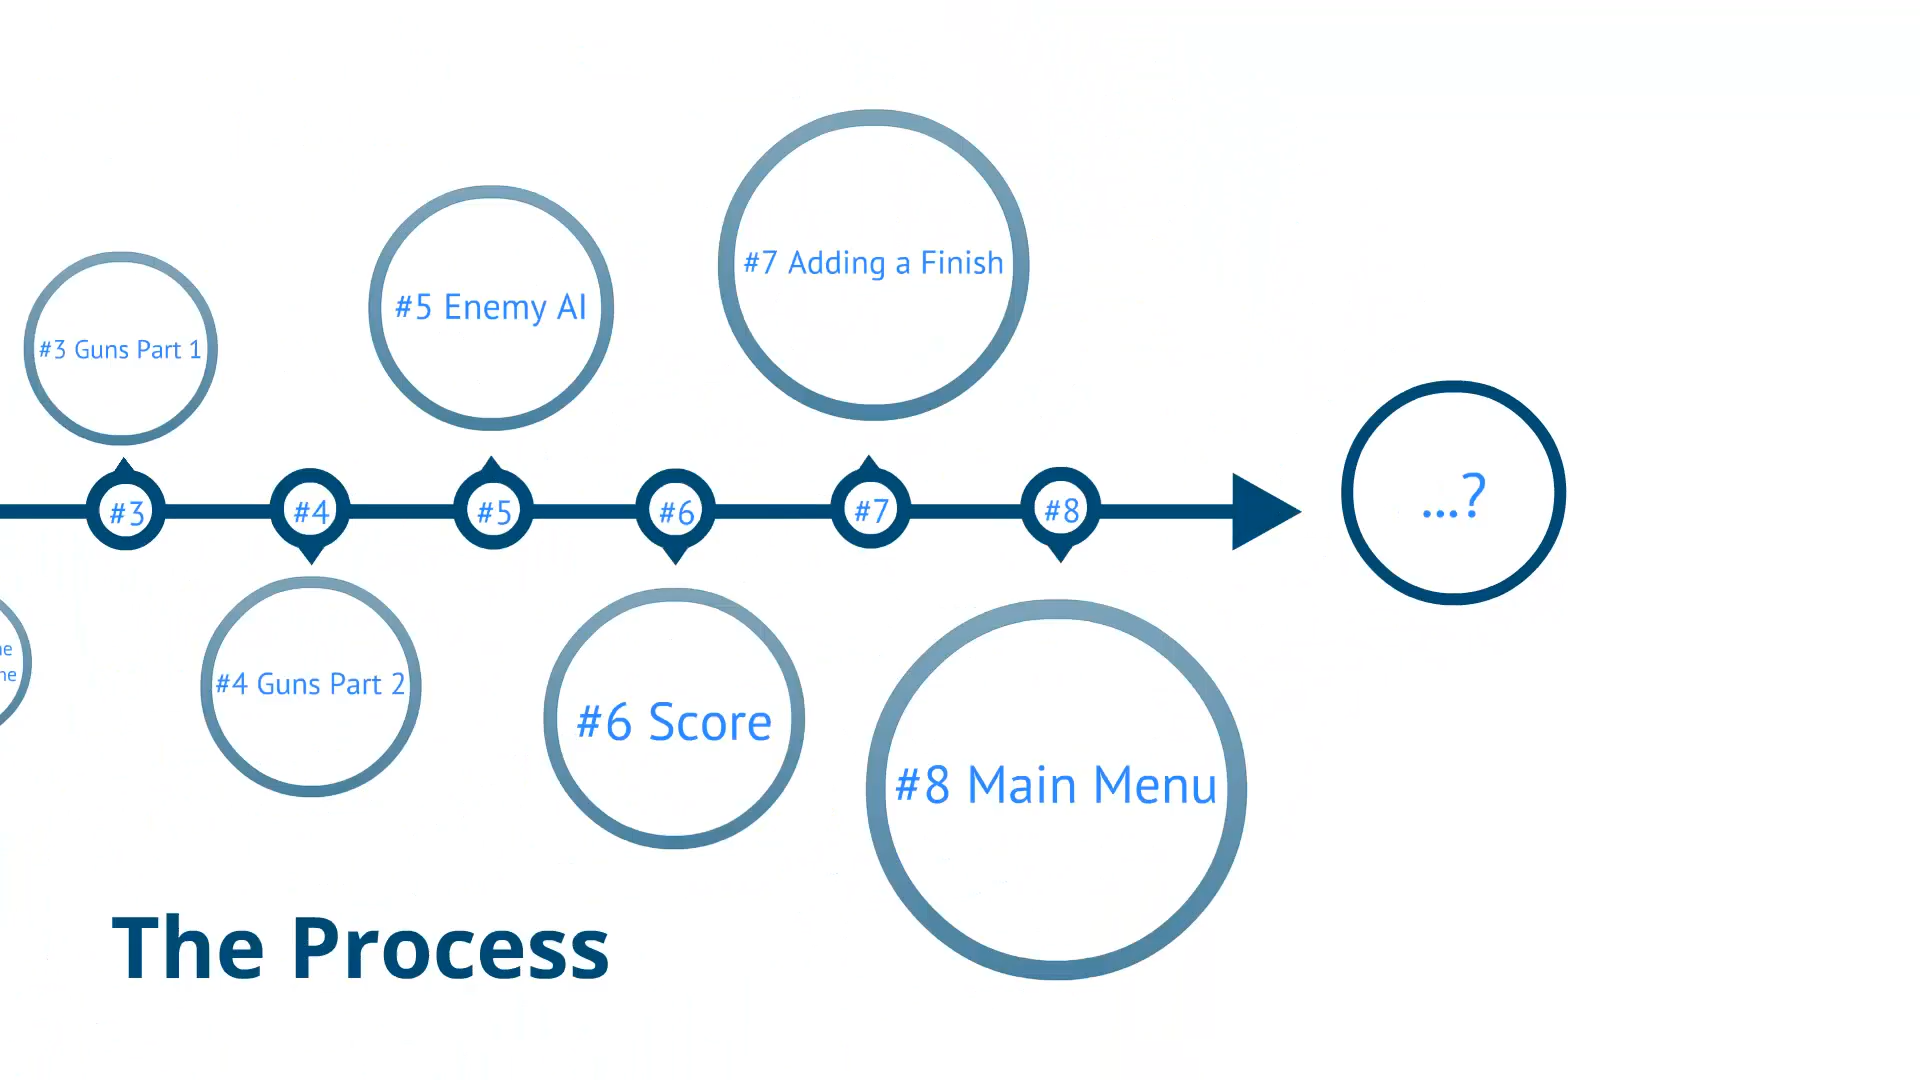 #7 Adding a Finish
#5 Enemy AI
#3 Guns Part 1
#3
#4
#5
#6
#7
#8
...?
#4 Guns Part 2
#6 Score
#8 Main Menu
The Process